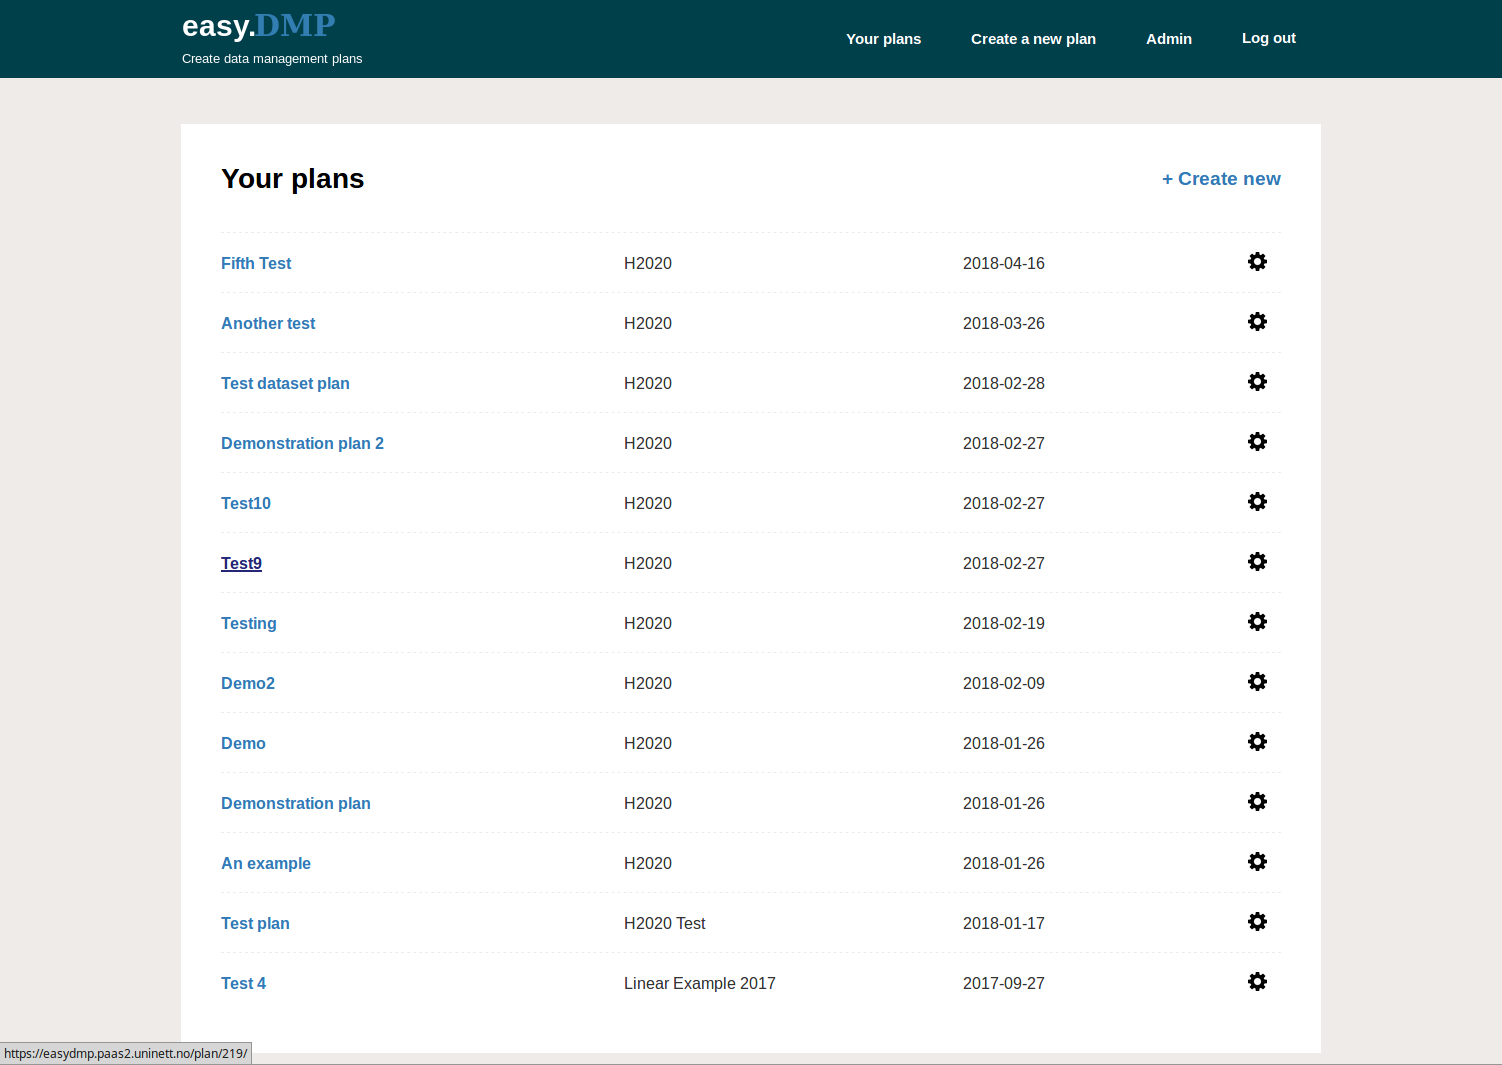 easy.DMP
Create data management plans
Your plans Create a new plan Admin Log out
Your plans + Create new
Fifth Test H2020 2018-04-16
Another test H2020 2018-03-26
Test dataset plan H2020 2018-02-28
Demonstration plan 2 H2020 2018-02-27
Test10 H2020 2018-02-27
Test9 H2020 2018-02-27
Testing H2020 2018-02-19
Demo2 H2020 2018-02-09
Demo H2020 2018-01-26
Demonstration plan H2020 2018-01-26
An example H2020 2018-01-26
Test plan H2020 Test 2018-01-17
Test 4 Linear Example 2017 2017-09-27
https://easydmp.paas2.uninett.no/plan/219/